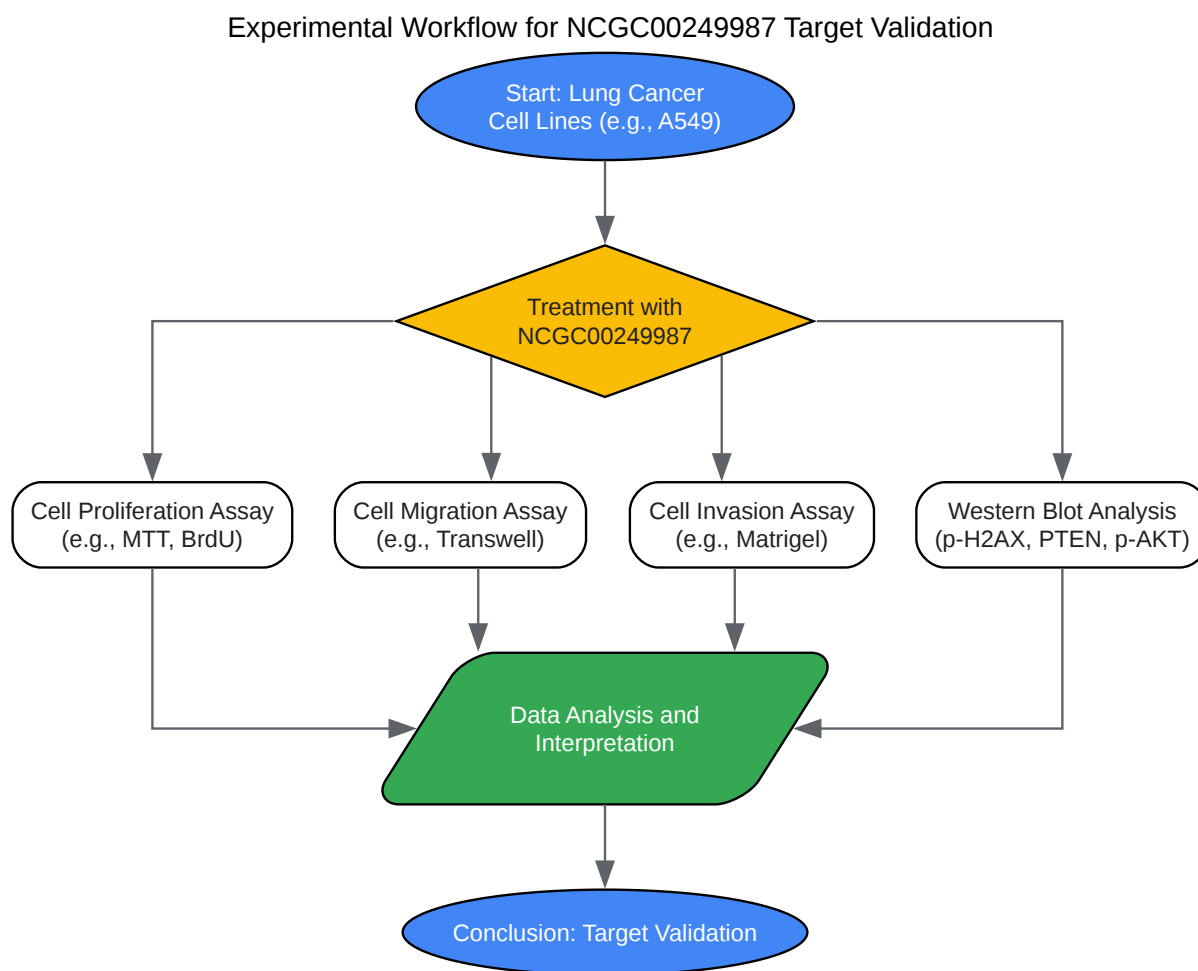 Experimental Workflow for NCGC00249987 Target Validation
Start: Lung Cancer
Cell Lines (e.g., A549)
Treatment with
NCGC00249987
Cell Proliferation Assay
(e.g., MTT, BrdU)
Cell Migration Assay
(e.g., Transwell)
Cell Invasion Assay
(e.g., Matrigel)
Western Blot Analysis
(p-H2AX, PTEN, p-AKT)
Data Analysis and
Interpretation
Conclusion: Target Validation